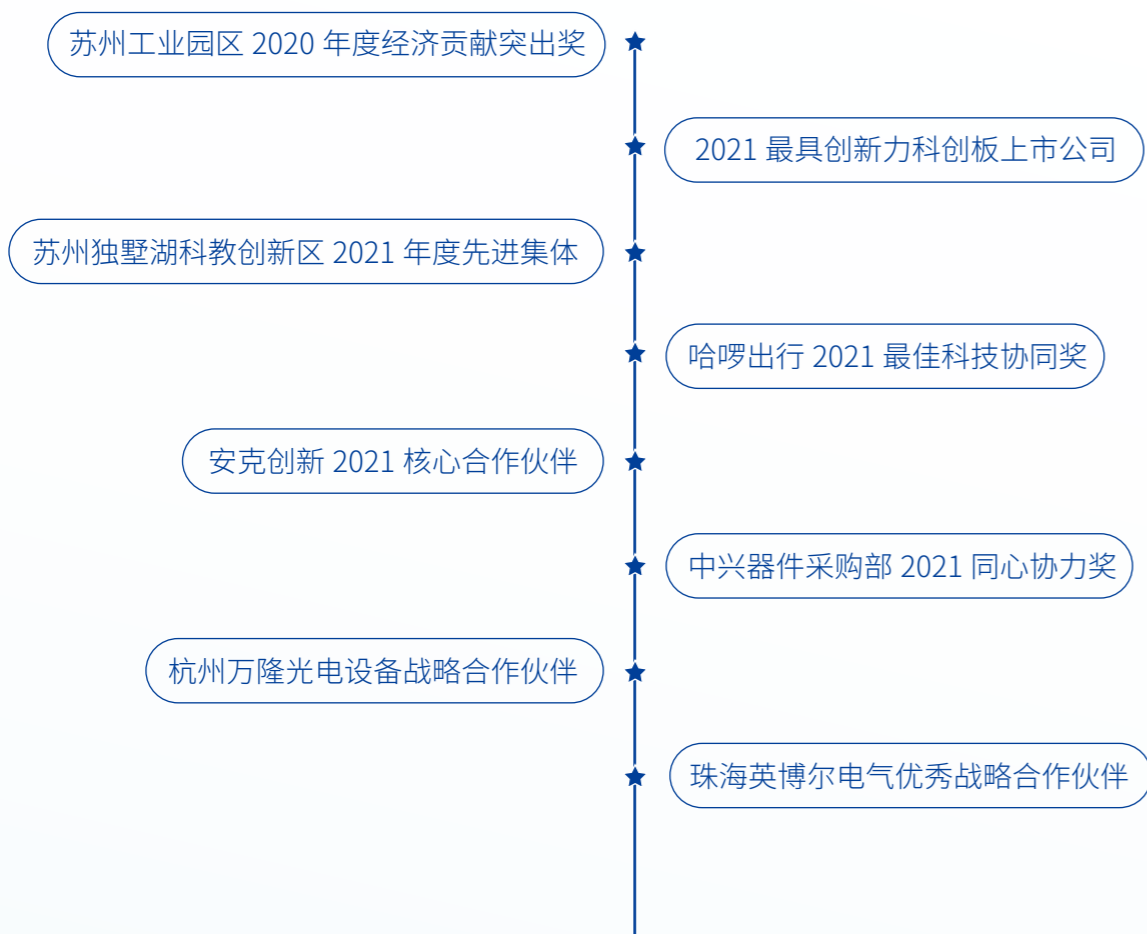 苏州工业园区 2020 年度经济贡献突出奖
2021 最具创新力科创板上市公司
苏州独墅湖科教创新区 2021 年度先进集体
哈啰出行 2021 最佳科技协同奖
安克创新 2021 核心合作伙伴
中兴器件采购部 2021 同心协力奖
杭州万隆光电设备战略合作伙伴
珠海英博尔电气优秀战略合作伙伴